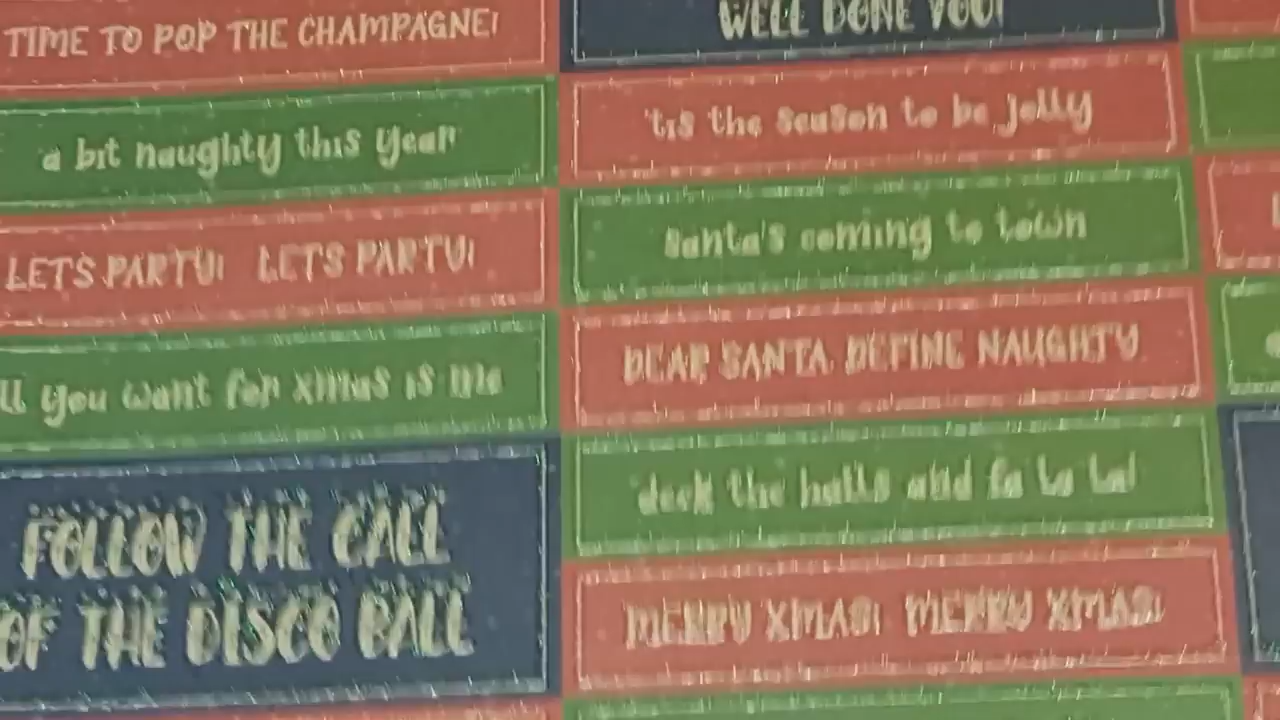 TIME TO POP THE CHAMPAGNE!
a bit naughty this year
LETS PARTY! LETS PARTY!
you want for xmas is me
FOLLOW THE CALL
OF THE DISCO BALL
WELL DONE YOU!
'tis the season to be jolly
santa's coming to town
DEAR SANTA, DEFINE NAUGHTY
deck the halls and fa la la!
MERRY XMAS! MERRY XMAS!